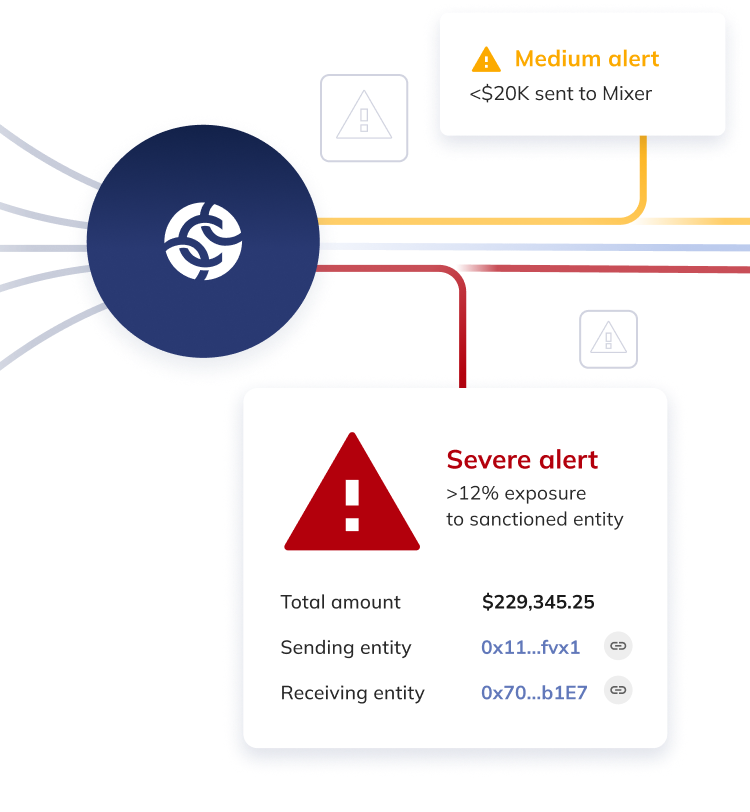 Medium alert
<$20K sent to Mixer
Severe alert
>12% exposure
to sanctioned entity
Total amount $229,345.25
Sending entity 0x11...fvx1
Receiving entity 0x70...b1E7